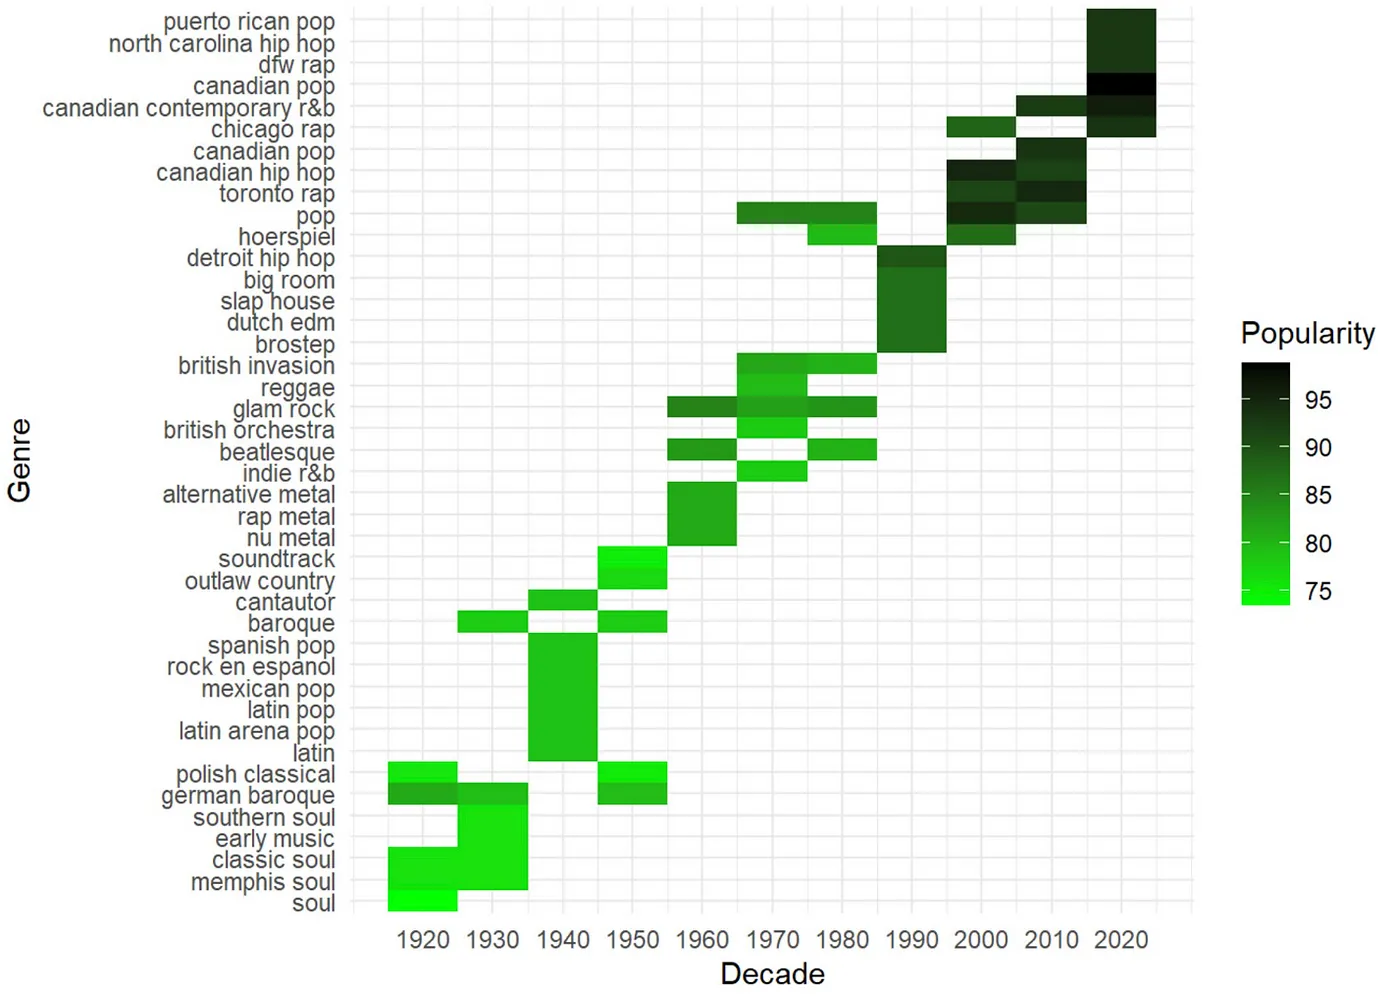 puerto rican pop
north carolina hip hop
dfw rap
canadian pop
canadian contemporary r&b
chicago rap
canadian pop
canadian hip hop
toronto rap
pop
hoerspiel
detroit hip hop
big room
slap house
dutch edm
brostep
british invasion
reggae
glam rock
british orchestra
beatlesque
indie r&b
alternative metal
rap metal
nu metal
soundtrack
outlaw country
cantautor
baroque
spanish pop
rock en espanol
mexican pop
latin pop
latin arena pop
latin
polish classical
german baroque
southern soul
early music
classic soul
memphis soul
soul
Genre
1920 1930 1940 1950 1960 1970 1980 1990 2000 2010 2020
Decade
Popularity
95
90
85
80
75